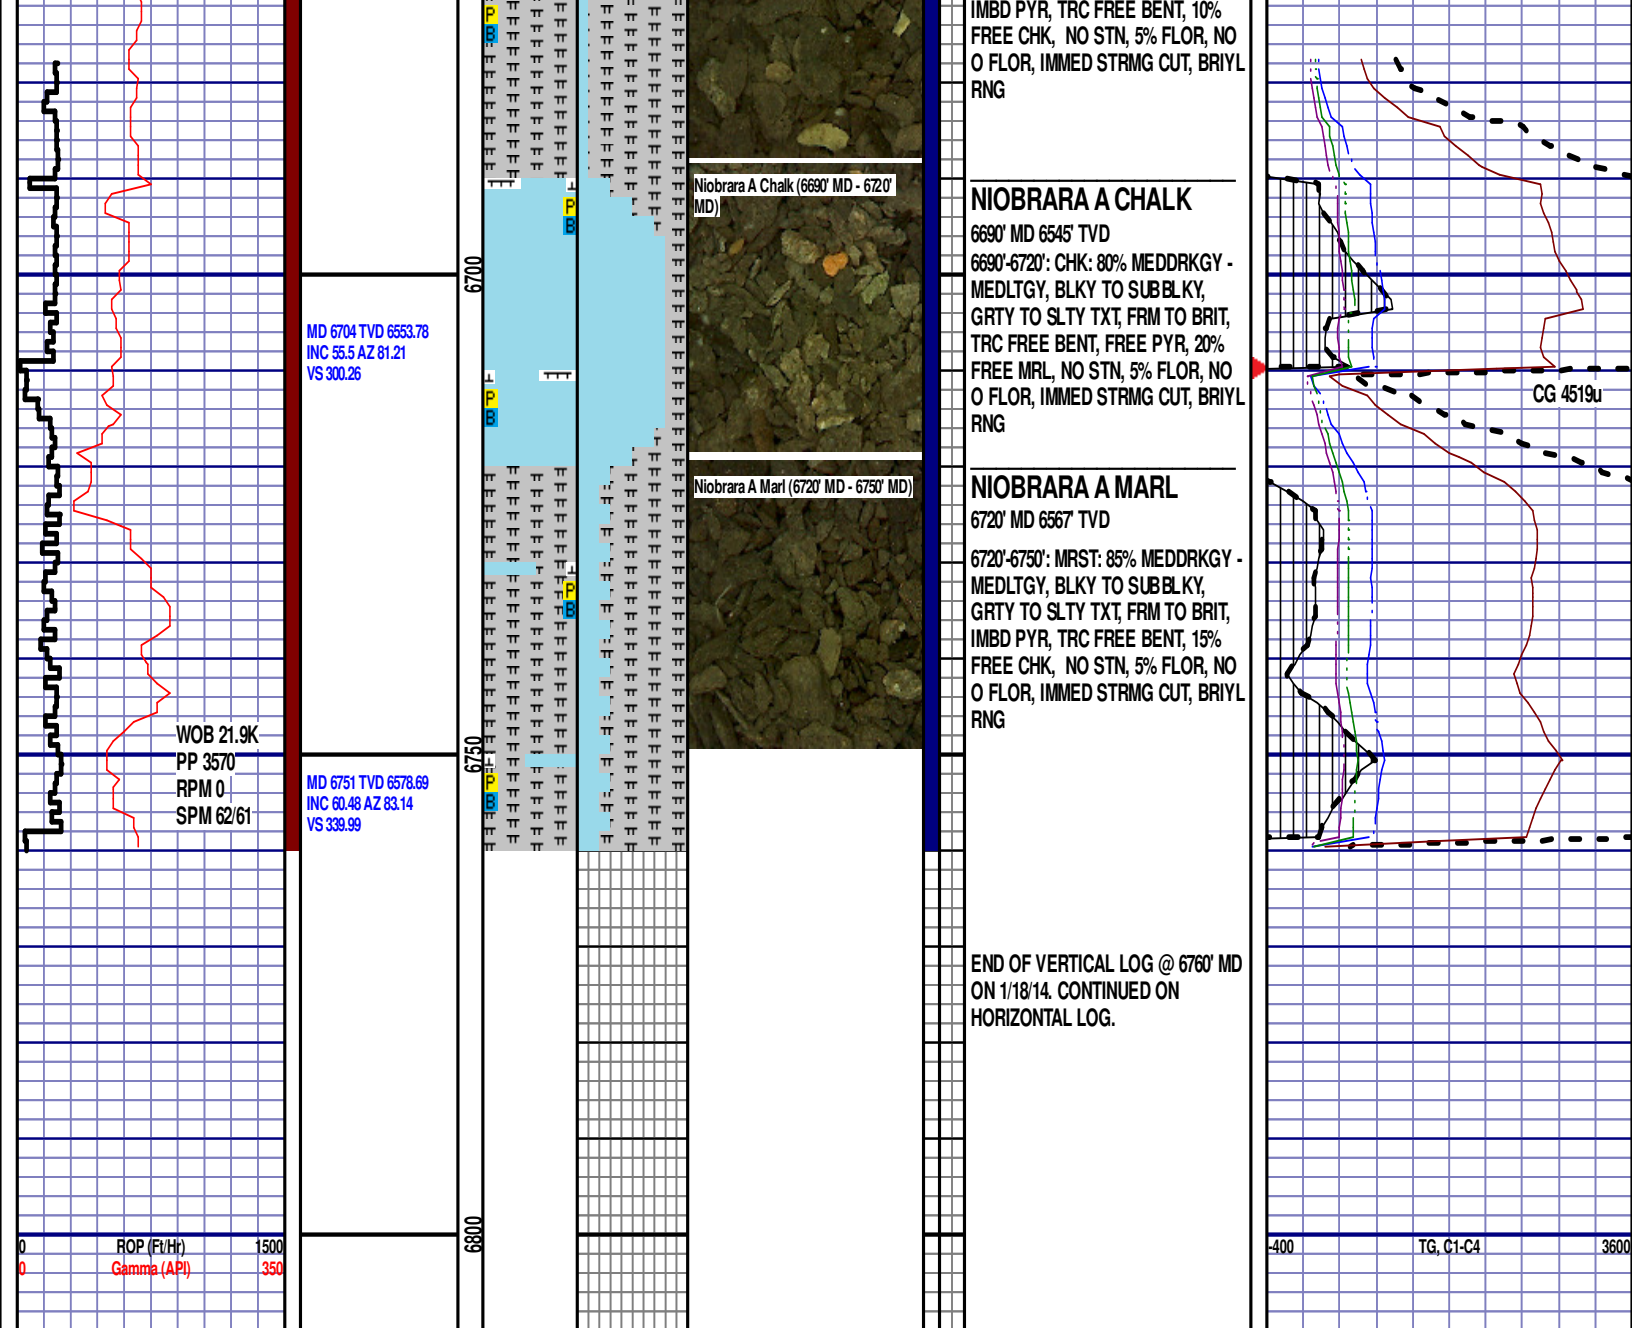 IMBD PYR, TRC FREE BENT, 10%
FREE CHK, NO STN, 5% FLOR, NO
O FLOR, IMMED STRMG CUT, BRIYL
RNG
P
B
Niobrara A Chalk (6690' MD - 6720'
MD)
NIOBRARA A CHALK
6690' MD 6545' TVD
6690'-6720': CHK: 80% MEDDRKGY -
MEDLTGY, BLKY TO SUBBLKY,
GRTY TO SLTY TXT, FRM TO BRIT,
TRC FREE BENT, FREE PYR, 20%
FREE MRL, NO STN, 5% FLOR, NO
O FLOR, IMMED STRMG CUT, BRIYL
RNG
P
B
6700
MD 6704 TVD 6553.78
INC 55.5 AZ 81.21
VS 300.26
P
B
CG 4519u
Niobrara A Marl (6720' MD - 6750' MD)
NIOBRARA A MARL
6720' MD 6567' TVD
6720'-6750': MRST: 85% MEDDRKGY -
MEDLTGY, BLKY TO SUBBLKY,
GRTY TO SLTY TXT, FRM TO BRIT,
IMBD PYR, TRC FREE BENT, 15%
FREE CHK, NO STN, 5% FLOR, NO
O FLOR, IMMED STRMG CUT, BRIYL
RNG
P
B
WOB 21.9K
PP 3570
RPM 0
SPM 62/61
6750
MD 6751 TVD 6578.69
INC 60.48 AZ 83.14
VS 339.99
P
B
END OF VERTICAL LOG @ 6760' MD
ON 1/18/14. CONTINUED ON
HORIZONTAL LOG.
6800
0 ROP (Ft/Hr) 1500
0 Gamma (API) 350
-400 TG, C1-C4 3600